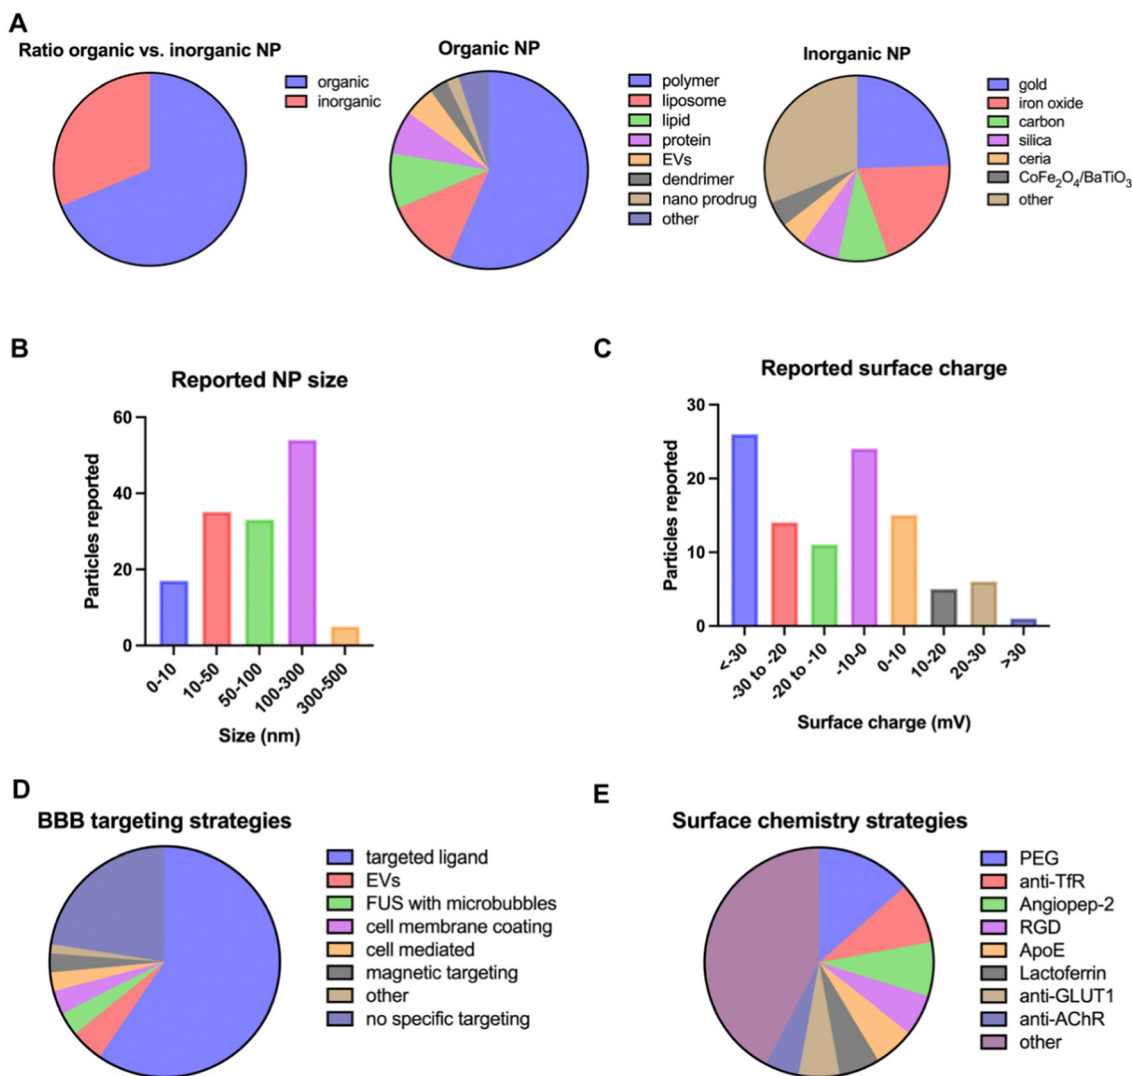 A
Ratio organic vs. inorganic NP
organic
inorganic
Organic NP
polymer
liposome
lipid
protein
EVs
dendrimer
nano prodrug
other
Inorganic NP
gold
iron oxide
carbon
silica
ceria
CoFe₂O₄/BaTiO₃
other
B
Reported NP size
Particles reported
60
40
20
0
0-10
10-50
50-100
100-300
300-500
Size (nm)
C
Reported surface charge
Particles reported
30
20
10
0
<-30
-30 to -20
-20 to -10
-10-0
0-10
10-20
20-30
>30
Surface charge (mV)
D
BBB targeting strategies
targeted ligand
EVs
FUS with microbubbles
cell membrane coating
cell mediated
magnetic targeting
other
no specific targeting
E
Surface chemistry strategies
PEG
anti-TfR
Angiopep-2
RGD
ApoE
Lactoferrin
anti-GLUT1
anti-AChR
other